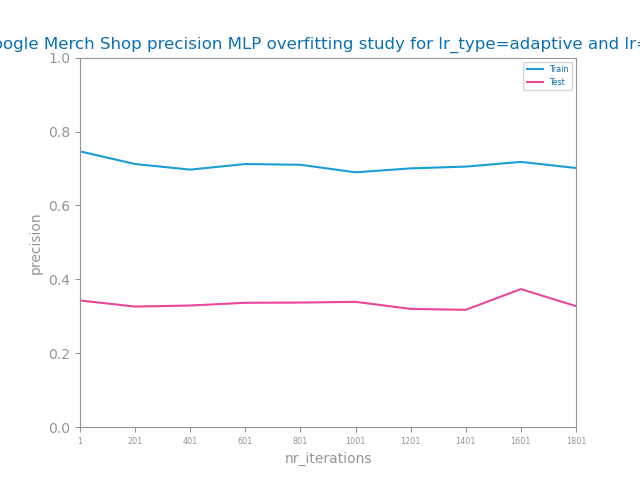 oogle Merch Shop precision MLP overfitting study for lr_type=adaptive and lr=
Train
Test
1.0
0.8
0.6
0.4
0.2
0.0
precision
1 201 401 601 801 1001 1201 1401 1601 1801
nr_iterations